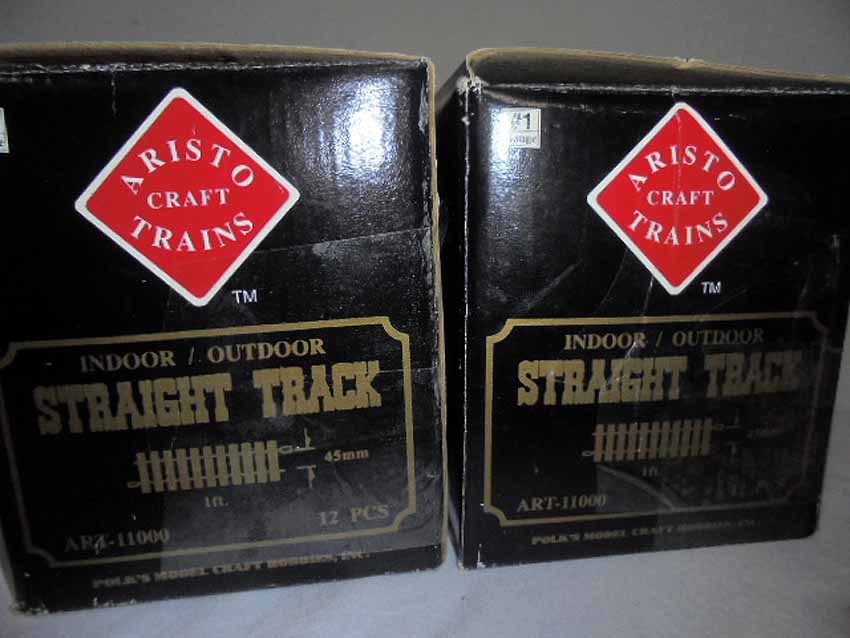 ARISTO
CRAFT
TRAINS
TM
INDOOR / OUTDOOR
STRAIGHT TRACK
45mm
1ft.
12 PCS
ART-11000
POLK'S MODEL CRAFT HOBBIES, INC.
#1
ARISTO
CRAFT
TRAINS
TM
INDOOR / OUTDOOR
STRAIGHT TRACK
1ft.
ART-11000
POLK'S MODEL CRAFT HOBBIES, INC.